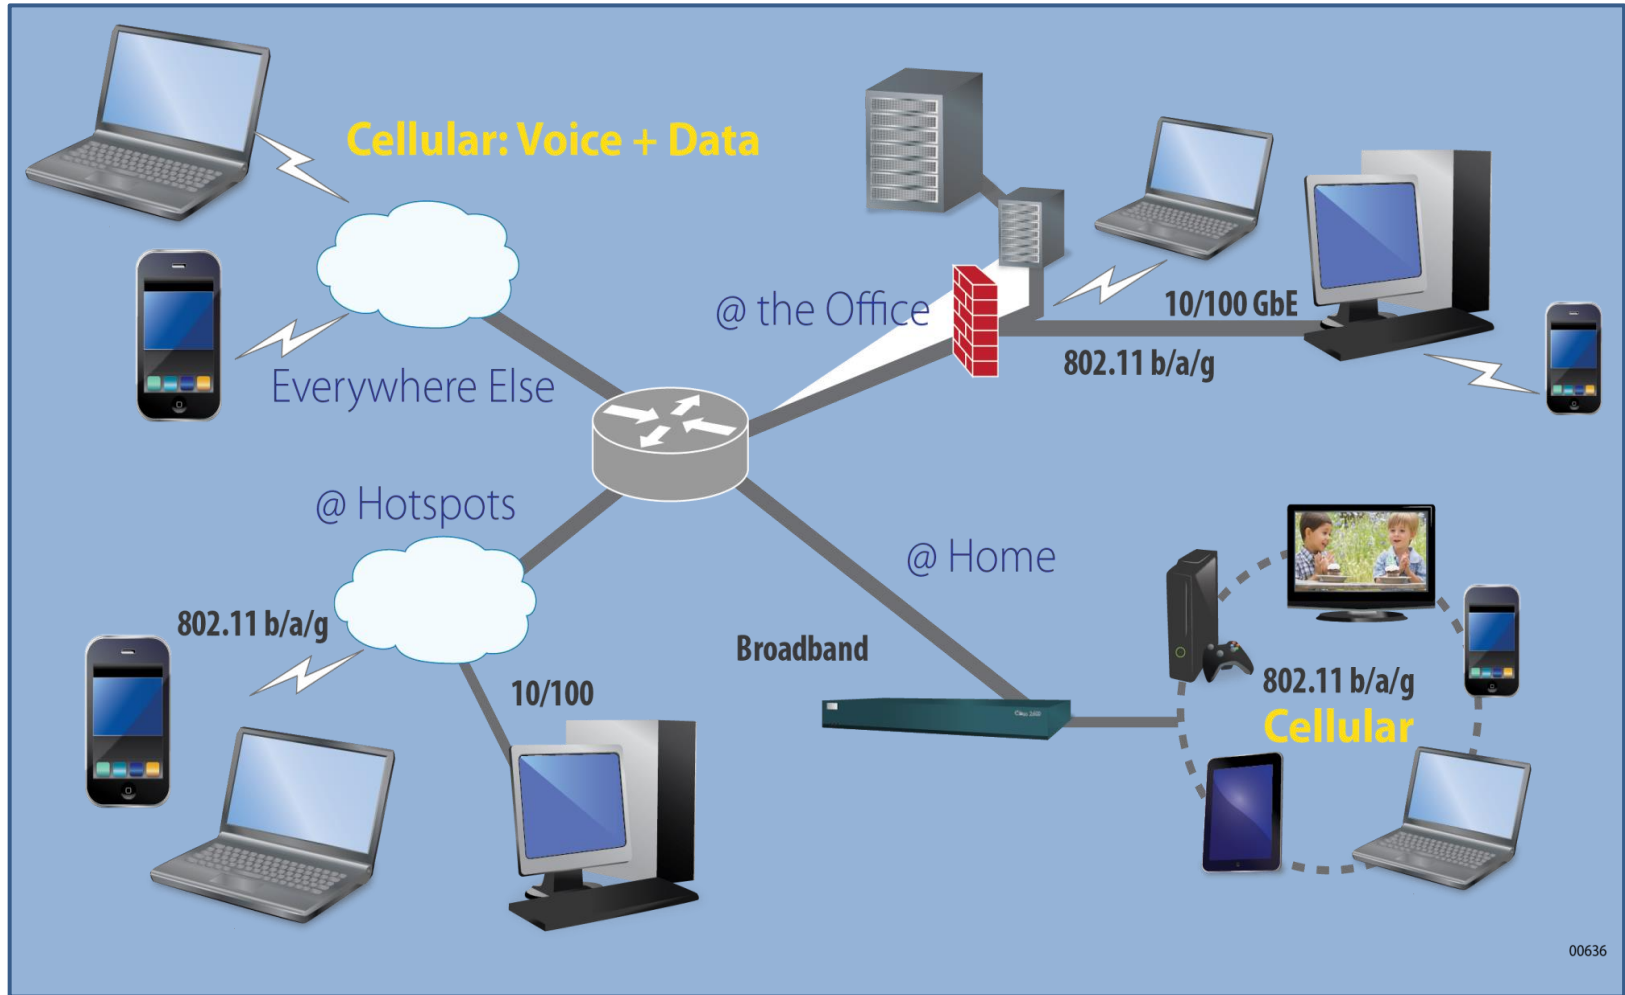 Cellular: Voice + Data
@ the Office
10/100 GbE
802.11 b/a/g
Everywhere Else
@ Hotspots
802.11 b/a/g
10/100
@ Home
Broadband
802.11 b/a/g
Cellular
00636